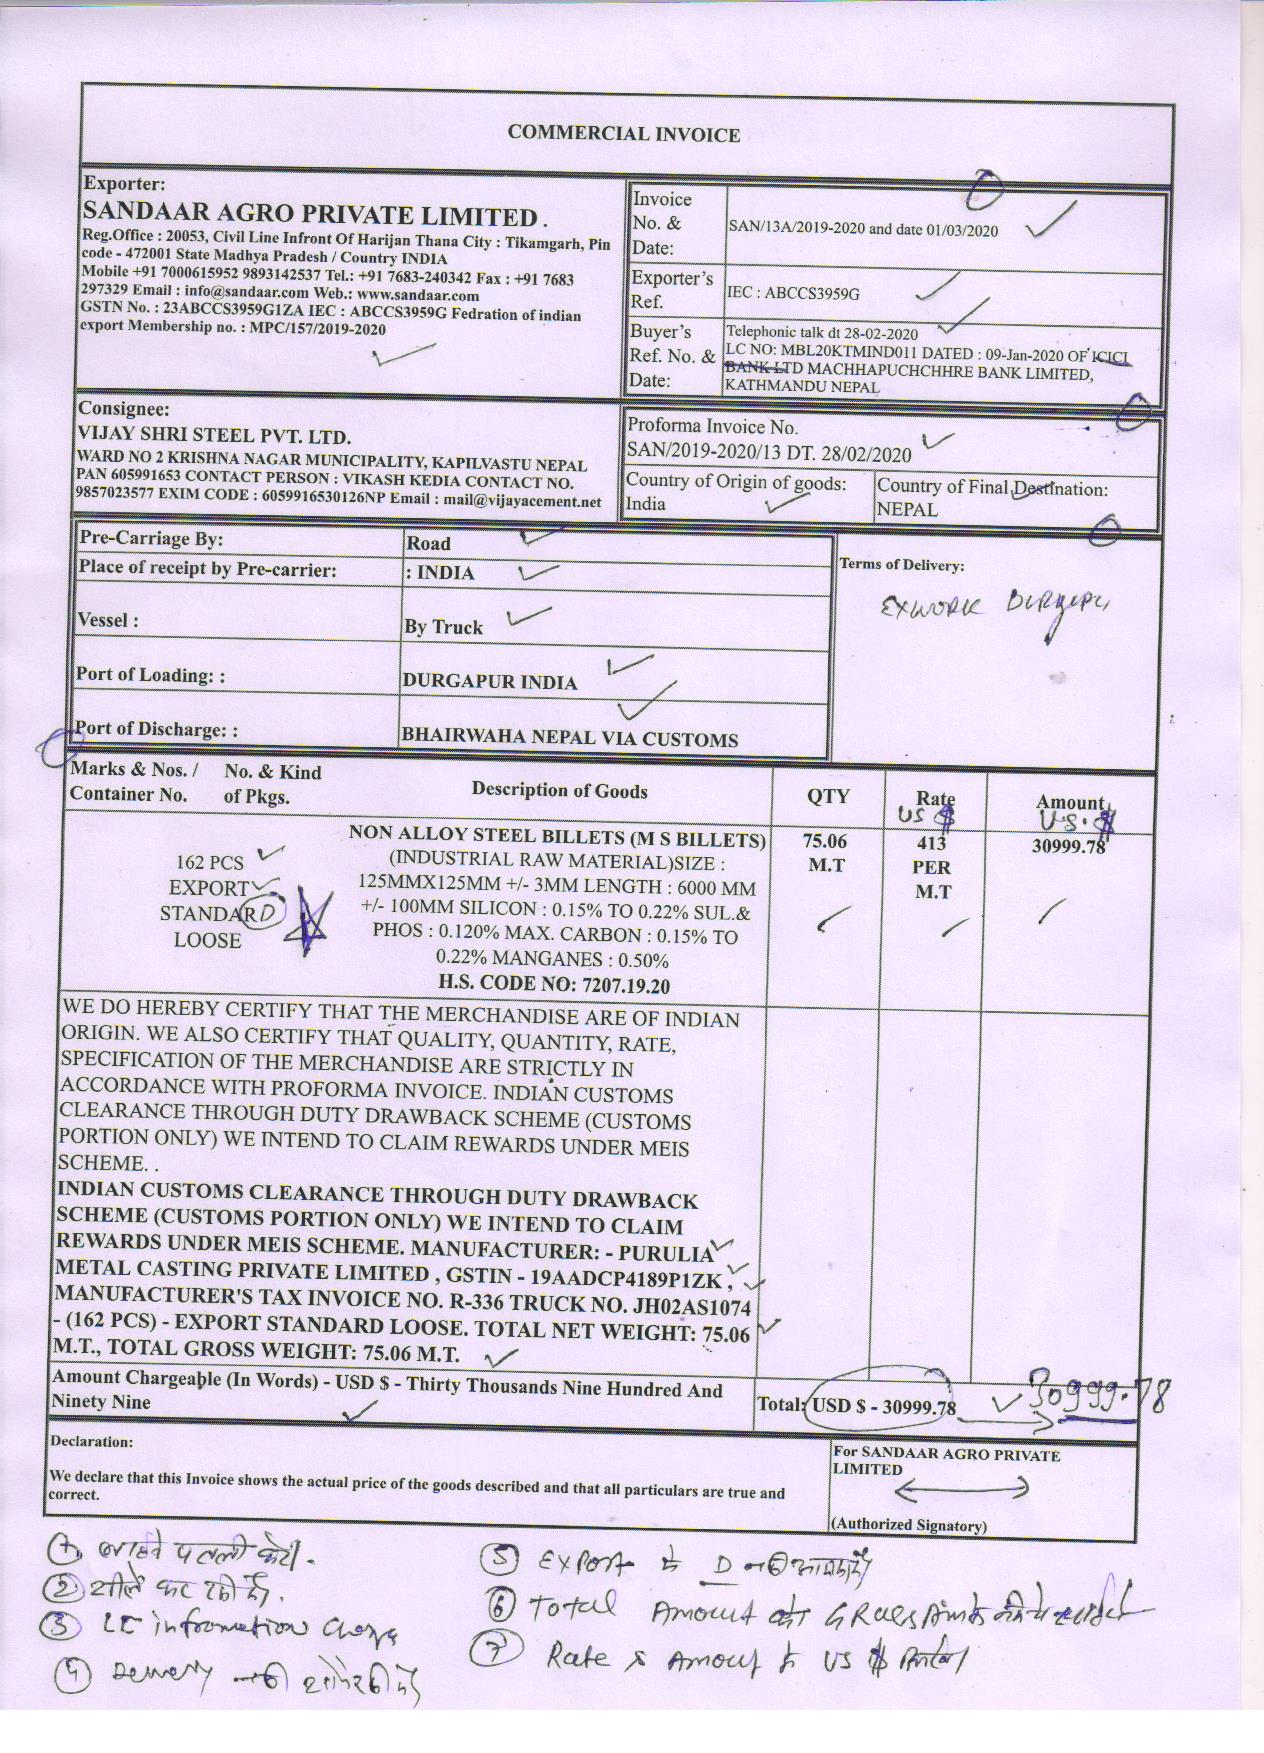 COMMERCIAL INVOICE
Exporter:
SANDAAR AGRO PRIVATE LIMITED .
Reg.Office : 20053, Civil Line Infront Of Harijan Thana City : Tikamgarh, Pin
code - 472001 State Madhya Pradesh / Country INDIA
Mobile +91 7000615952 9893142537 Tel.: +91 7683-240342 Fax : +91 7683
297329 Email : info@sandaar.com Web.: www.sandaar.com
GSTN No. : 23ABCCS3959G1ZA IEC : ABCCS3959G Fedration of indian
export Membership no. : MPC/157/2019-2020
Invoice
No. &
Date:
SAN/13A/2019-2020 and date 01/03/2020
Exporter's
Ref.
IEC : ABCCS3959G
Buyer's
Ref. No. &
Date:
Telephonic talk dt 28-02-2020
LC NO: MBL20KTMIND011 DATED : 09-Jan-2020 OF ICICI
BANK LTD MACHHAPUCHCHHRE BANK LIMITED,
KATHMANDU NEPAL
Consignee:
VIJAY SHRI STEEL PVT. LTD.
WARD NO 2 KRISHNA NAGAR MUNICIPALITY, KAPILVASTU NEPAL
PAN 605991653 CONTACT PERSON : VIKASH KEDIA CONTACT NO.
9857023577 EXIM CODE : 6059916530126NP Email : mail@vijayacement.net
Proforma Invoice No.
SAN/2019-2020/13 DT. 28/02/2020
Country of Origin of goods:
India
Country of Final Destination:
NEPAL
Pre-Carriage By: Road
Place of receipt by Pre-carrier: : INDIA
Vessel : By Truck
Port of Loading: : DURGAPUR INDIA
Port of Discharge: : BHAIRWAHA NEPAL VIA CUSTOMS
Terms of Delivery:
EXWORK
Marks & Nos. / Container No.
No. & Kind of Pkgs.
Description of Goods
QTY
Rate
US $
Amount
U.S. $
162 PCS
EXPORT
STANDARD
LOOSE
NON ALLOY STEEL BILLETS (M S BILLETS)
(INDUSTRIAL RAW MATERIAL)SIZE :
125MMX125MM +/- 3MM LENGTH : 6000 MM
+/- 100MM SILICON : 0.15% TO 0.22% SUL.&
PHOS : 0.120% MAX. CARBON : 0.15% TO
0.22% MANGANES : 0.50%
H.S. CODE NO: 7207.19.20
75.06
M.T
413
PER
M.T
30999.78
WE DO HEREBY CERTIFY THAT THE MERCHANDISE ARE OF INDIAN
ORIGIN. WE ALSO CERTIFY THAT QUALITY, QUANTITY, RATE,
SPECIFICATION OF THE MERCHANDISE ARE STRICTLY IN
ACCORDANCE WITH PROFORMA INVOICE. INDIAN CUSTOMS
CLEARANCE THROUGH DUTY DRAWBACK SCHEME (CUSTOMS
PORTION ONLY) WE INTEND TO CLAIM REWARDS UNDER MEIS
SCHEME. .
INDIAN CUSTOMS CLEARANCE THROUGH DUTY DRAWBACK
SCHEME (CUSTOMS PORTION ONLY) WE INTEND TO CLAIM
REWARDS UNDER MEIS SCHEME. MANUFACTURER: - PURULIA
METAL CASTING PRIVATE LIMITED , GSTIN - 19AADCP4189P1ZK ,
MANUFACTURER'S TAX INVOICE NO. R-336 TRUCK NO. JH02AS1074
- (162 PCS) - EXPORT STANDARD LOOSE. TOTAL NET WEIGHT: 75.06
M.T., TOTAL GROSS WEIGHT: 75.06 M.T.
Amount Chargeable (In Words) - USD $ - Thirty Thousands Nine Hundred And
Ninety Nine
Total: USD $ - 30999.78
30999.78
Declaration:
We declare that this Invoice shows the actual price of the goods described and that all particulars are true and
correct.
For SANDAAR AGRO PRIVATE
LIMITED
(Authorized Signatory)
1
2
3 LC
4
5 Export D
6 Total Amount
7 Rate US $